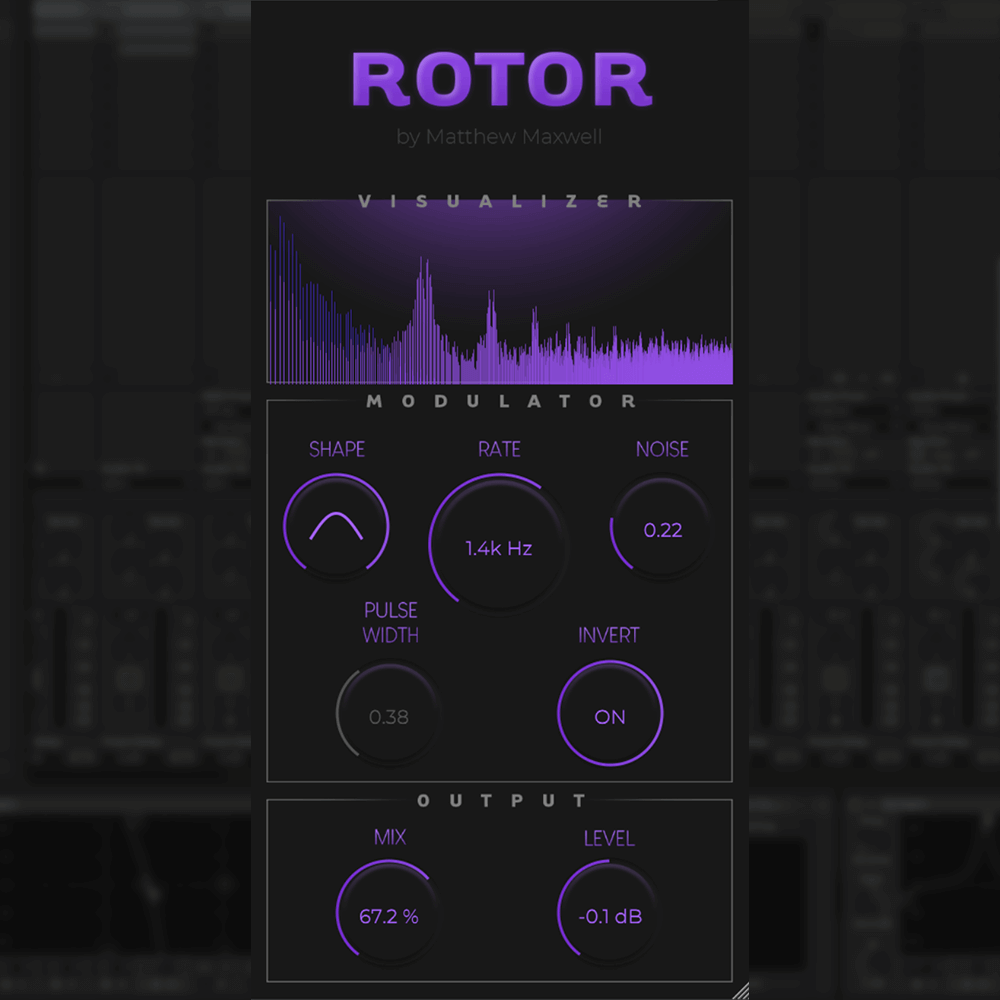 ROTOR
by Matthew Maxwell
VISUALIZER
MODULATOR
SHAPE
RATE
NOISE
1.4k Hz
0.22
PULSE
WIDTH
INVERT
0.38
ON
OUTPUT
MIX
LEVEL
67.2 %
-0.1 dB